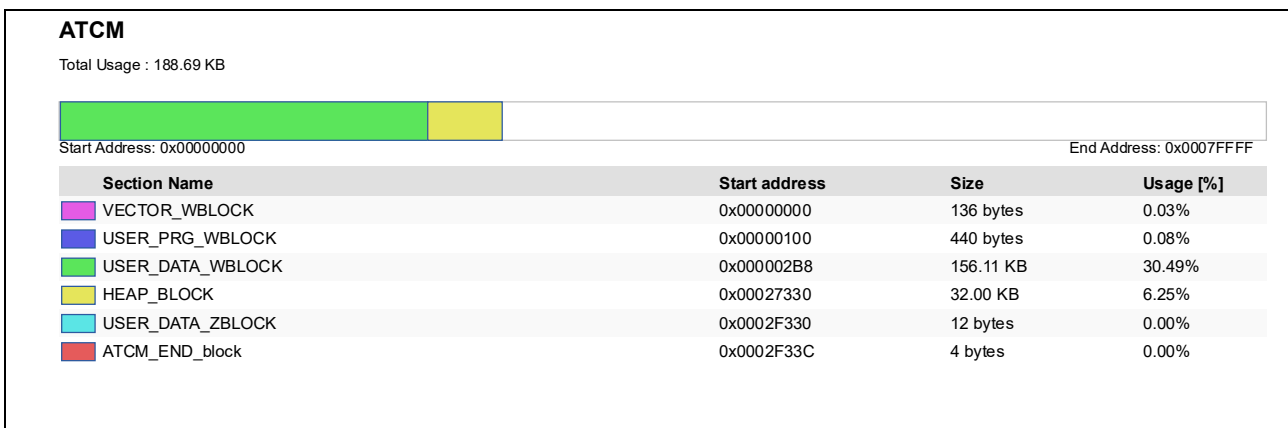 ATCM
Total Usage : 188.69 KB
Start Address: 0x00000000 End Address: 0x0007FFFF
Section Name Start address Size Usage [%]
VECTOR_WBLOCK 0x00000000 136 bytes 0.03%
USER_PRG_WBLOCK 0x00000100 440 bytes 0.08%
USER_DATA_WBLOCK 0x000002B8 156.11 KB 30.49%
HEAP_BLOCK 0x00027330 32.00 KB 6.25%
USER_DATA_ZBLOCK 0x0002F330 12 bytes 0.00%
ATCM_END_block 0x0002F33C 4 bytes 0.00%